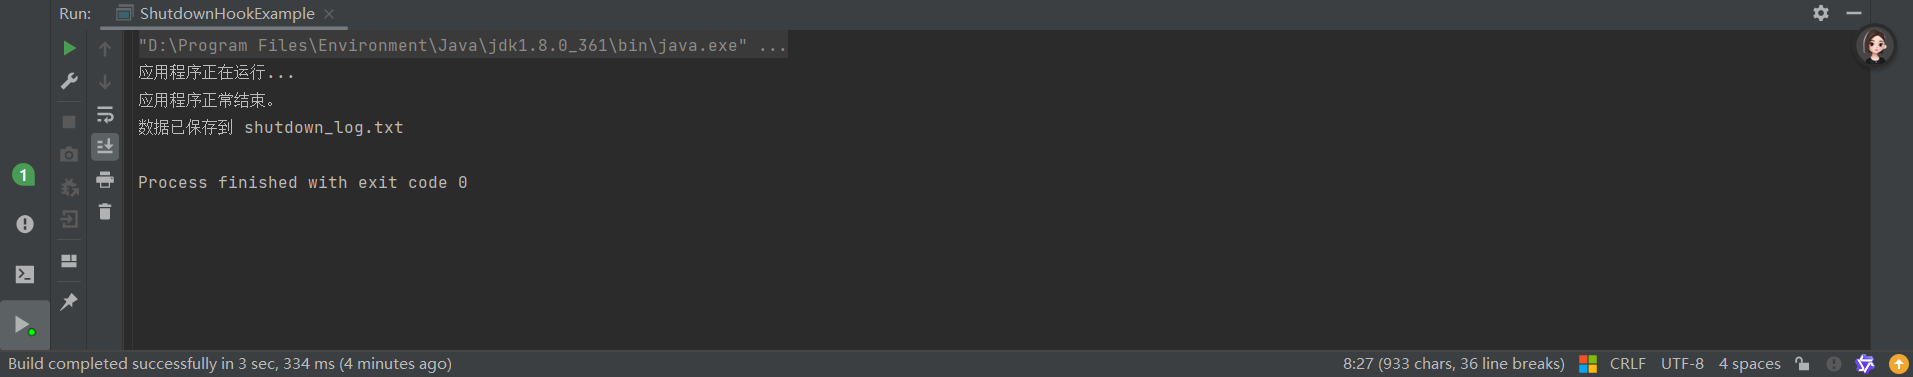 Run: ShutdownHookExample
"D:\Program Files\Environment\Java\jdk1.8.0_361\bin\java.exe" ...
应用程序正在运行...
应用程序正常结束。
数据已保存到 shutdown_log.txt
1
Process finished with exit code 0
Build completed successfully in 3 sec, 334 ms (4 minutes ago) 8:27 (933 chars, 36 line breaks) CRLF UTF-8 4 spaces